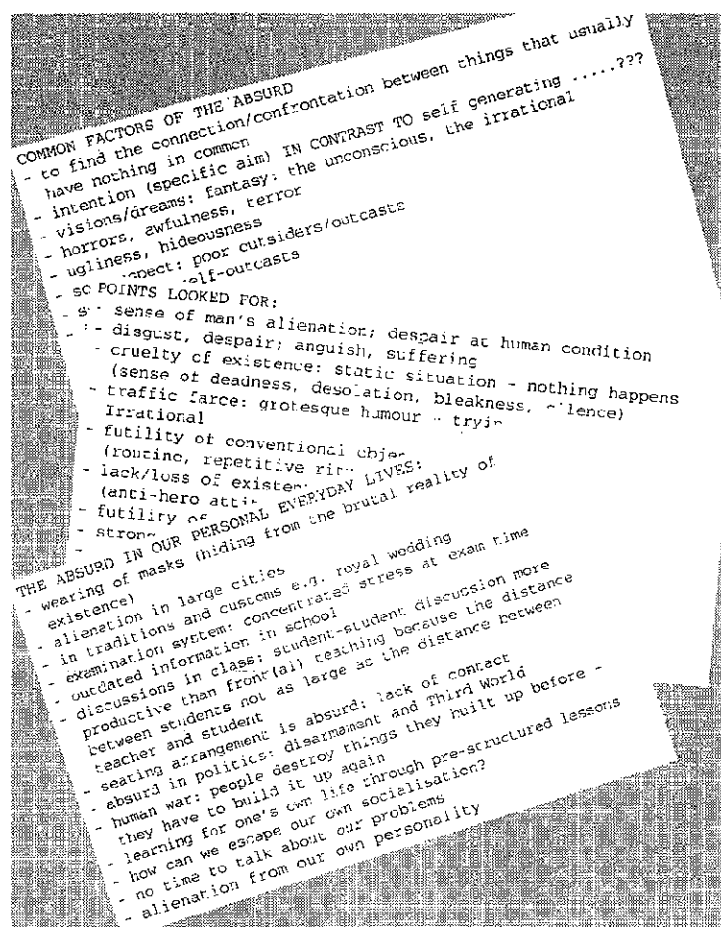 COMMON FACTORS OF THE ABSURD
- to find the connection/confrontation between things that usually
have nothing in common
- intention (specific aim) IN CONTRAST TO self generating .....???
- visions/dreams: fantasy: the unconscious, the irrational
- horrors, awfulness, terror
- ugliness, hideousness
poor outsiders/outcasts
self-outcasts
POINTS LOOKED FOR:
- sense of man's alienation; despair at human condition
- disgust, despair; anguish, suffering
- cruelty of existence: static situation - nothing happens
(sense of deadness, desolation, bleakness, silence)
- traffic farce: grotesque humour -
Irrational
- futility of conventional
(routine, repetitive
- lack/loss of
(anti-hero
- futility of
-
THE ABSURD IN OUR PERSONAL EVERYDAY LIVES:
- wearing of masks (hiding from the brutal reality of
existence)
- alienation in large cities
- in traditions and customs e.g. royal wedding
- examination system: concentrated stress at exam time
- outdated information in school
- discussions in class: student-student discussion more
productive than front(al) teaching because the distance
between students not as large as the distance between
teacher and student
- seating arrangement is absurd: lack of contact
- absurd in politics: disarmament and Third World
- human war: people destroy things they built up before -
they have to build it up again
- learning for one's own life through pre-structured lessons
- how can we escape our own socialisation?
- no time to talk about our problems
- alienation from our own personality